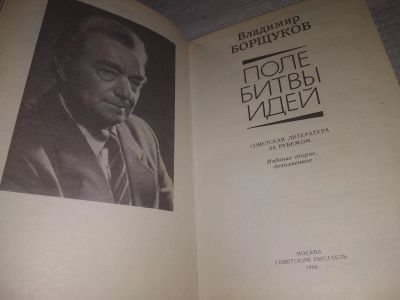 Владимир
БОРЩУКОВ
ПОЛЕ
БИТВЫ
ИДЕЙ
СОВЕТСКАЯ ЛИТЕРАТУРА
ЗА РУБЕЖОМ
Издание второе,
дополненное
МОСКВА
СОВЕТСКИЙ ПИСАТЕЛЬ